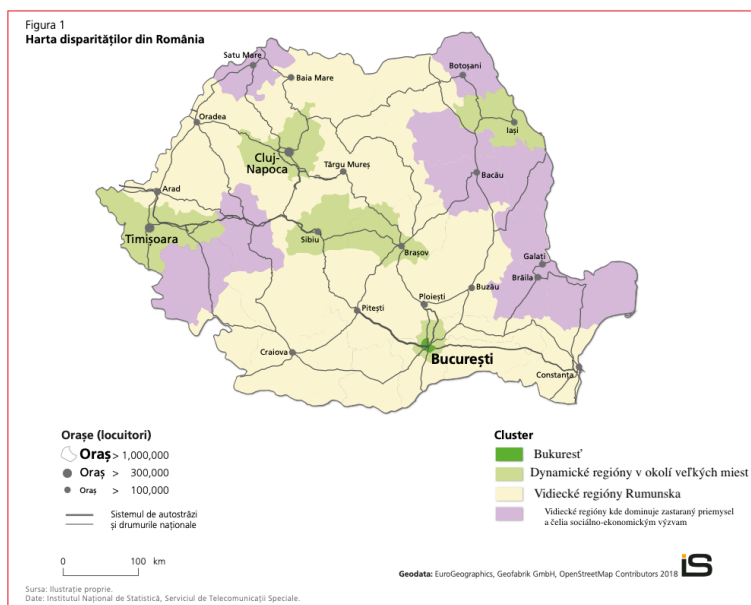 Figura 1
Harta disparităților din România
Satu Mare
Baia Mare
Botoșani
Oradea
Iași
Cluj-
Napoca
Târgu Mureș
Bacău
Arad
Timișoara
Sibiu
Brașov
Galați
Brăila
Buzău
Ploiești
Pitești
București
Craiova
Constanța
Orașe (locuitori)
Oraș > 1,000,000
Oraș > 300,000
Oraș > 100,000
Sistemul de autostrăzi
și drumurile naționale
0 100 km
Cluster
Bukuresť
Dynamické regióny v okolí veľkých miest
Vidiecké regióny Rumunska
Vidiecké regióny kde dominuje zastaraný priemysel
a čelia sociálno-ekonomickým výzvam
Geodata: EuroGeographics, Geofabrik GmbH, OpenStreetMap Contributors 2018
is
Sursa: Ilustrație proprie.
Date: Institutul Național de Statistică, Serviciul de Telecomunicații Speciale.